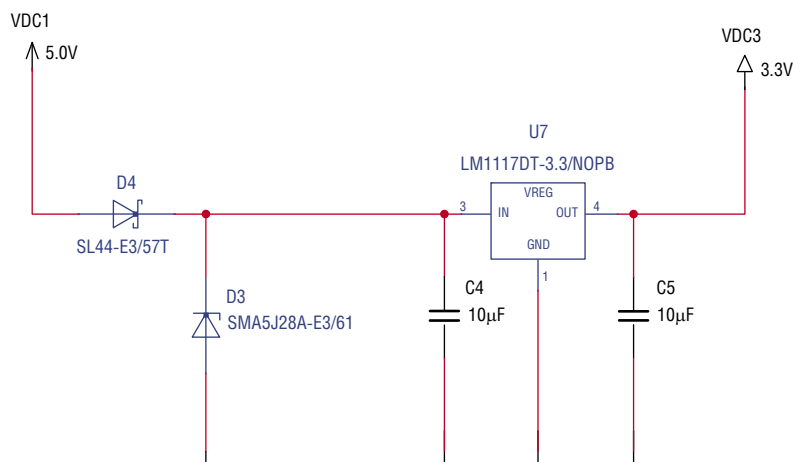 VDC1
5.0V
VDC3
3.3V
U7
LM1117DT-3.3/NOPB
D4
SL44-E3/57T
3
VREG
IN
OUT
4
GND
1
D3
SMA5J28A-E3/61
C4
10µF
C5
10µF